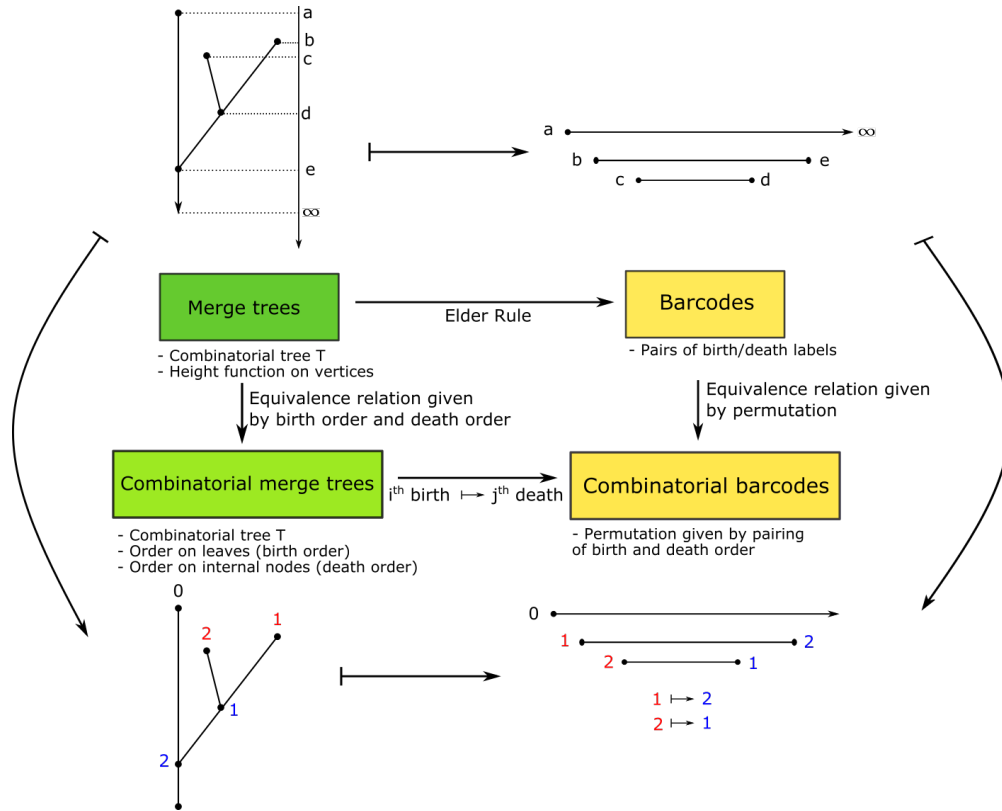 a
b
c
d
e
∞
a
∞
b
e
c
d
Merge trees
- Combinatorial tree T
- Height function on vertices
Elder Rule
Barcodes
- Pairs of birth/death labels
Equivalence relation given
by birth order and death order
Equivalence relation given
by permutation
Combinatorial merge trees
- Combinatorial tree T
- Order on leaves (birth order)
- Order on internal nodes (death order)
iᵗʰ birth ↦ jᵗʰ death
Combinatorial barcodes
- Permutation given by pairing
of birth and death order
0
1
2
1
2
0
1
2
2
1
1 ↦ 2
2 ↦ 1